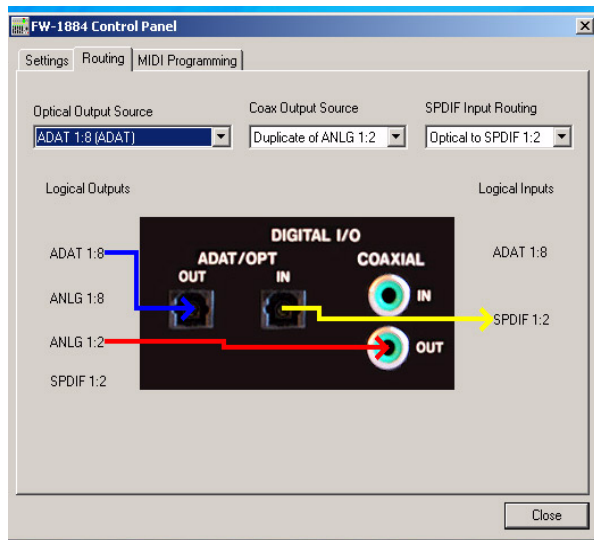 FW-1884 Control Panel
Settings Routing MIDI Programming
Optical Output Source Coax Output Source SPDIF Input Routing
ADAT 1:8 (ADAT) Duplicate of ANLG 1:2 Optical to SPDIF 1:2
Logical Outputs Logical Inputs
DIGITAL I/O
ADAT 1:8 ADAT/OPT COAXIAL ADAT 1:8
OUT IN
ANLG 1:8 IN
SPDIF 1:2
ANLG 1:2 OUT
SPDIF 1:2
Close